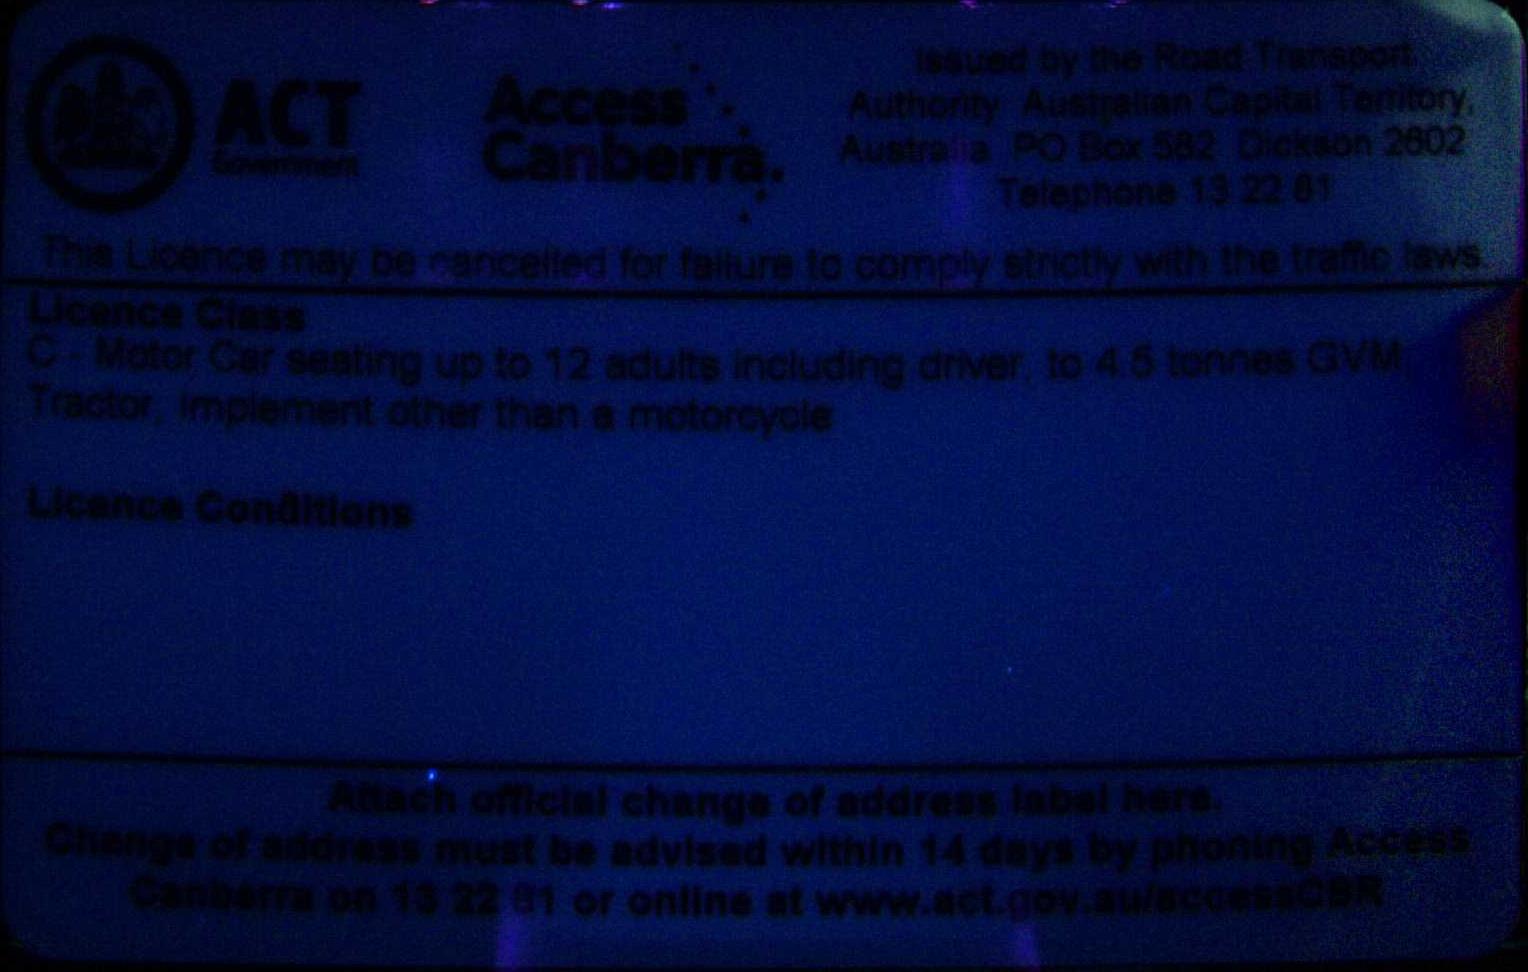 ACT
Government
Access
Canberra.
Issued by the Road Transport
Authority Australian Capital Territory,
Australia PO Box 582 Dickson 2602
Telephone 13 22 81
This Licence may be cancelled for failure to comply strictly with the traffic laws
Licence Class
C - Motor Car seating up to 12 adults including driver, to 4.5 tonnes GVM,
Tractor, implement other than a motorcycle
Licence Conditions
Attach official change of address label here.
Change of address must be advised within 14 days by phoning Access
Canberra on 13 22 81 or online at www.act.gov.au/accessCBR